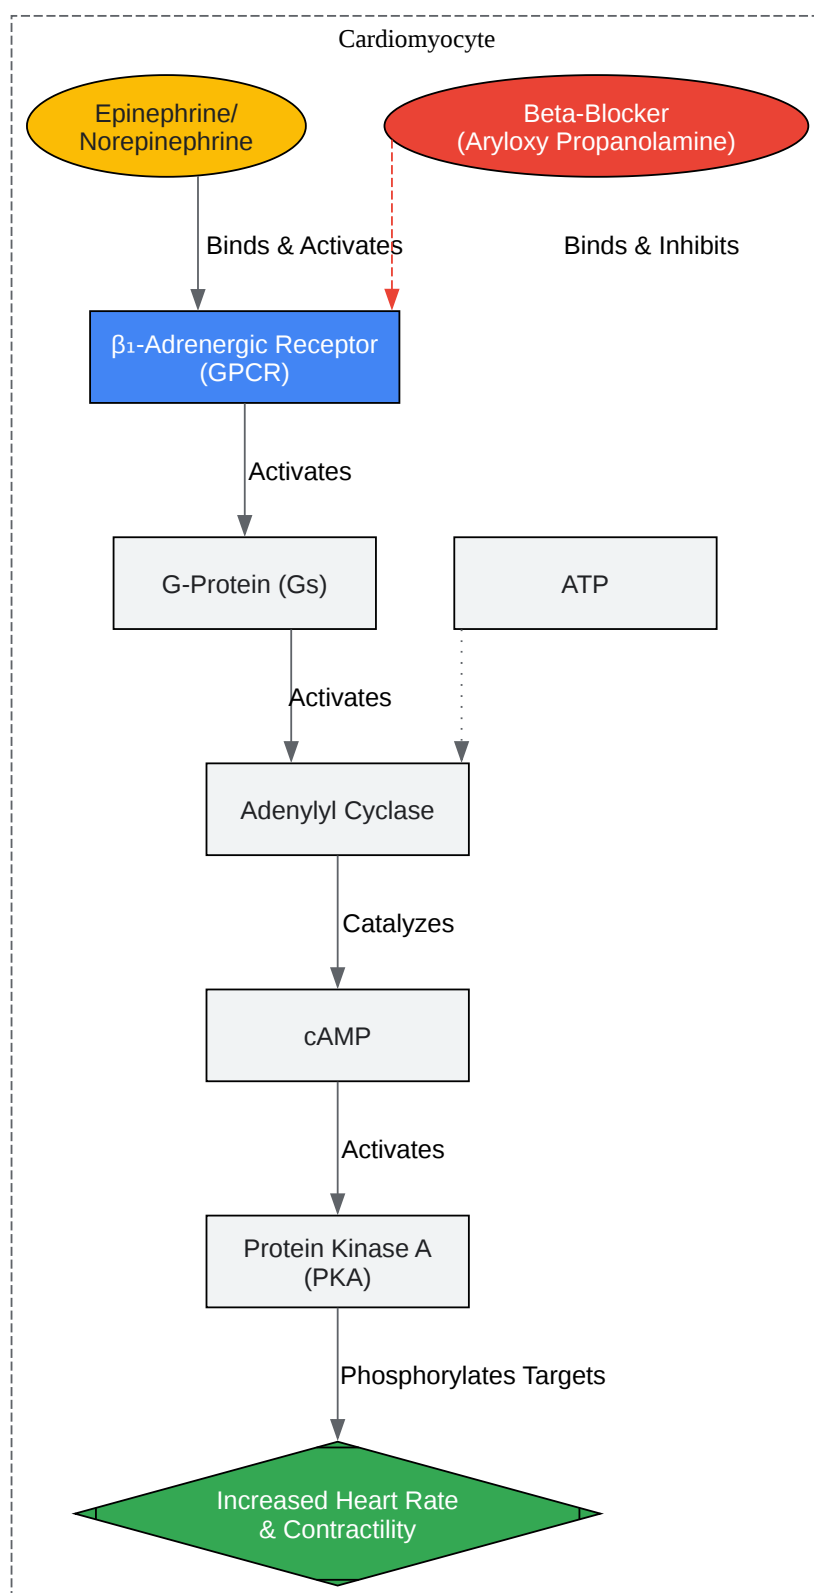 Cardiomyocyte
Epinephrine/
Norepinephrine
Beta-Blocker
(Aryloxy Propanolamine)
Binds & Activates
Binds & Inhibits
β₁-Adrenergic Receptor
(GPCR)
Activates
G-Protein (Gs)
ATP
Activates
Adenylyl Cyclase
Catalyzes
cAMP
Activates
Protein Kinase A
(PKA)
Phosphorylates Targets
Increased Heart Rate
& Contractility